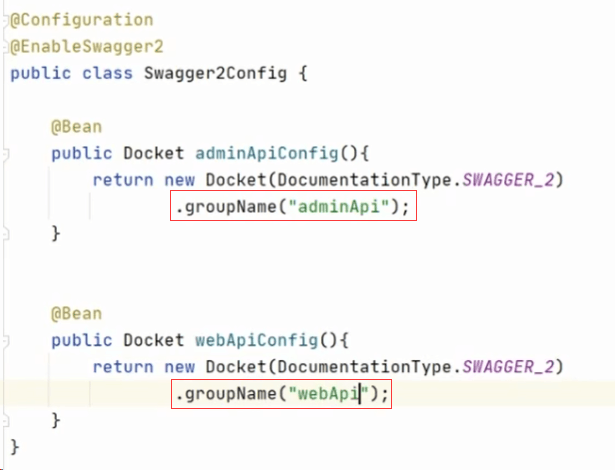 @Configuration
@EnableSwagger2
public class Swagger2Config {
@Bean
public Docket adminApiConfig(){
return new Docket(DocumentationType.SWAGGER_2)
.groupName("adminApi");
}
@Bean
public Docket webApiConfig(){
return new Docket(DocumentationType.SWAGGER_2)
.groupName("webApi");
}
}